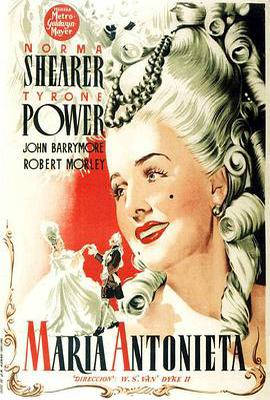 Metro-
Goldwyn-
Mayer
NORMA
SHEARER
TYRONE
POWER
JOHN BARRYMORE
ROBERT MORLEY
MARIA ANTONIETA
"DIRECCION": W. S. VAN DYKE II